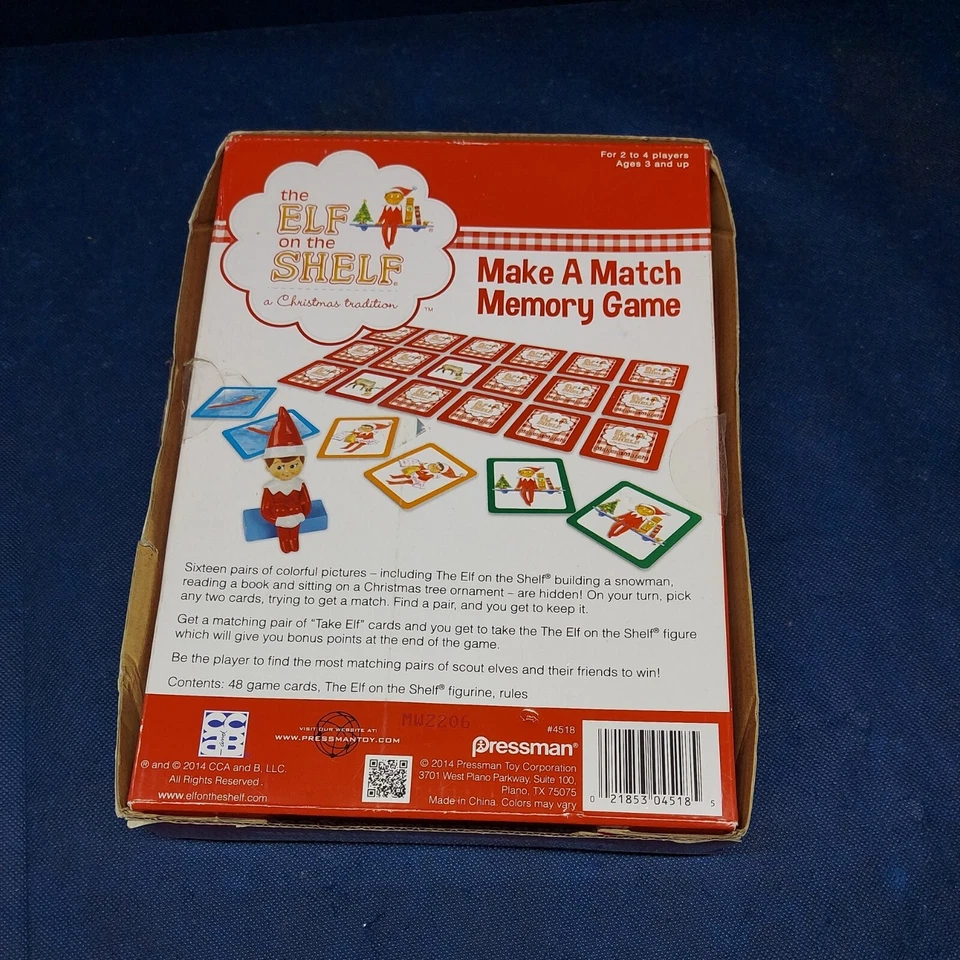 For 2 to 4 players
Ages 3 and up
the
ELF
on the
SHELF®
a Christmas tradition
™
Make A Match
Memory Game
Sixteen pairs of colorful pictures – including The Elf on the Shelf® building a snowman,
reading a book and sitting on a Christmas tree ornament – are hidden! On your turn, pick
any two cards, trying to get a match. Find a pair, and you get to keep it.
Get a matching pair of “Take Elf” cards and you get to take the The Elf on the Shelf® figure
which will give you bonus points at the end of the game.
Be the player to find the most matching pairs of scout elves and their friends to win!
Contents: 48 game cards, The Elf on the Shelf® figurine, rules
® and © 2014 CCA and B, LLC.
All Rights Reserved.
www.elfontheshelf.com
VISIT OUR WEBSITE AT:
WWW.PRESSMANTOY.COM
MW2206
#4518
Pressman®
© 2014 Pressman Toy Corporation
3701 West Plano Parkway, Suite 100
Plano, TX 75075
Made in China. Colors may vary
0 21853 04518 5